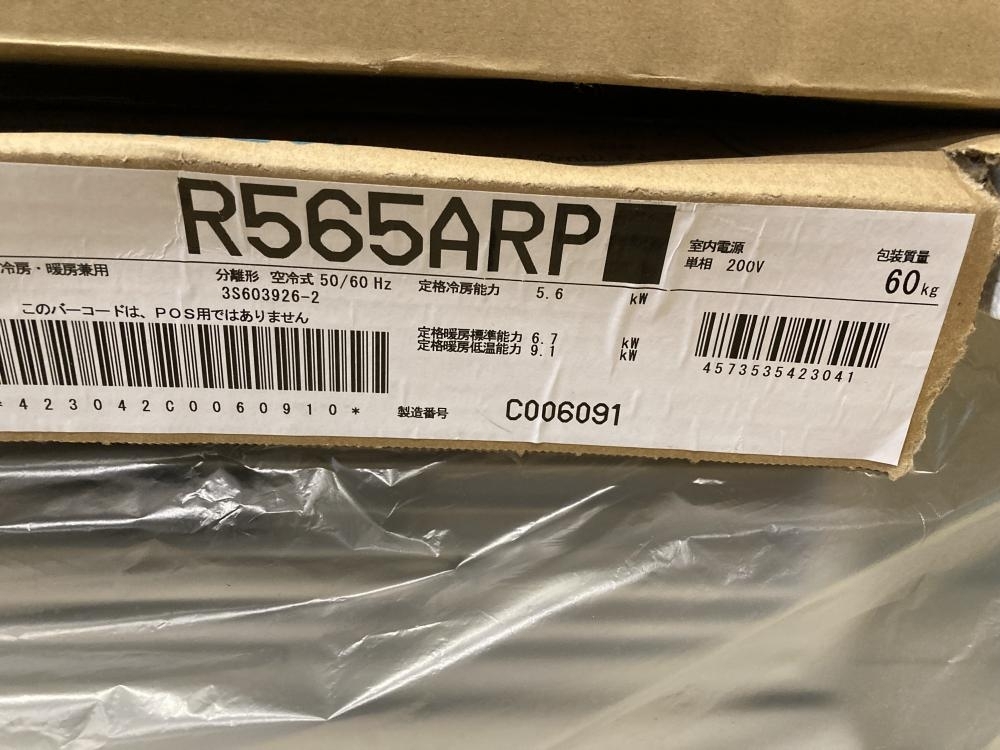 R565ARP■
室内電源
単相 200V
包装質量
60kg
冷房・暖房兼用
分離形 空冷式 50/60 Hz
3S603926-2
定格冷房能力 5.6 kW
このバーコードは、POS用ではありません
定格暖房標準能力 6.7 kW
定格暖房低温能力 9.1 kW
4573535423041
*423042C0060910*
製造番号 C006091